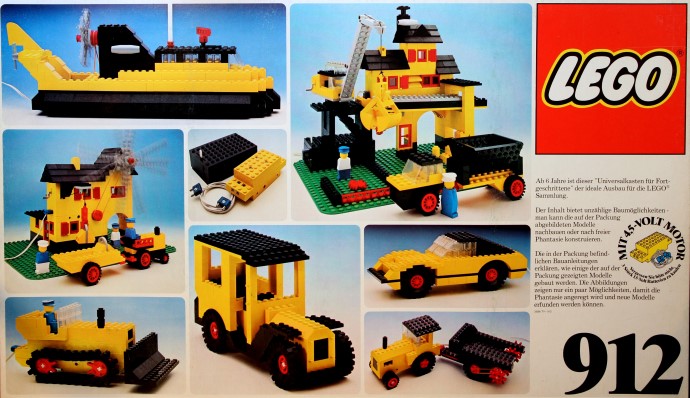 LEGO
®
Ab 6 Jahre ist dieser "Universalkasten für Fort-
geschrittene" der ideale Ausbau für die LEGO®
Sammlung.
Der Inhalt bietet unzählige Baumöglichkeiten -
man kann die auf der Packung
abgebildeten Modelle
nachbauen oder nach freier
Phantasie konstruieren.
Die in der Packung befind-
lichen Bauanleitungen
erklären, wie einige der auf der
Packung gezeigten Modelle
gebaut werden. Die Abbildungen
zeigen nur ein paar Möglichkeiten, damit die
Phantasie angeregt wird und neue Modelle
erfunden werden können.
MIT 4,5-VOLT MOTOR
912